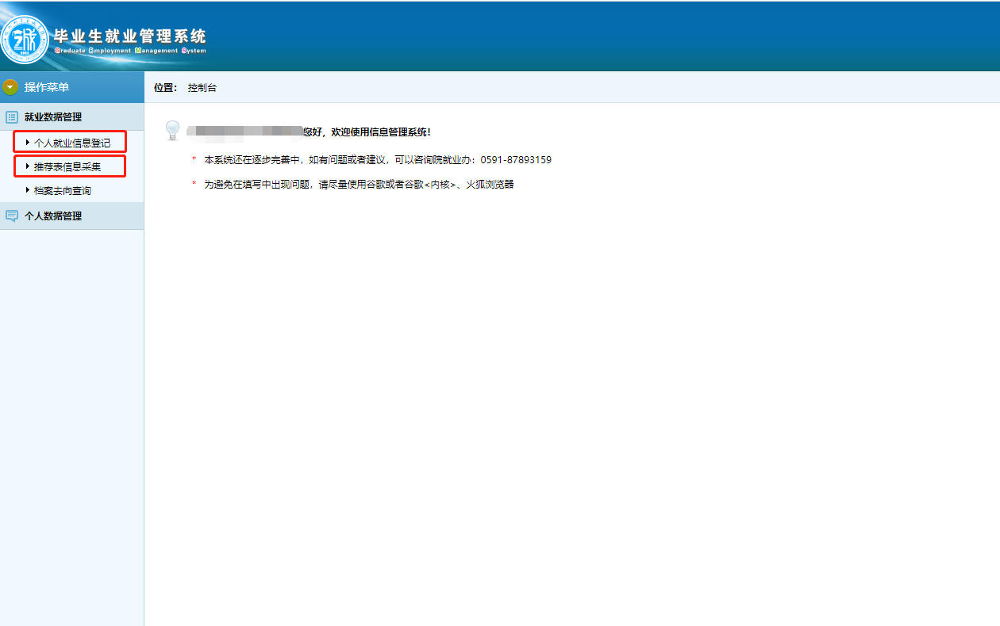 毕业生就业管理系统
Graduate Employment Management System
操作菜单
位置： 控制台
就业数据管理
个人就业信息登记
推荐表信息采集
档案去向查询
个人数据管理
您好，欢迎使用信息管理系统!
* 本系统还在逐步完善中，如有问题或者建议，可以咨询院就业办：0591-87893159
* 为避免在填写中出现问题，请尽量使用谷歌或者谷歌<内核>、火狐浏览器